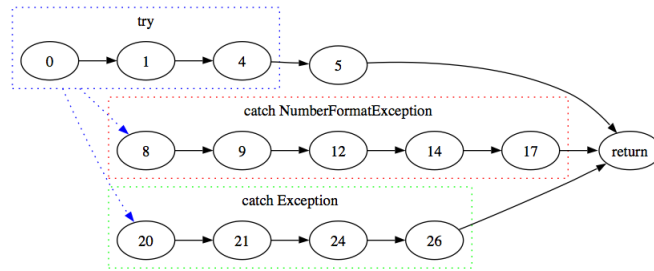 try
0 1 4 5
catch NumberFormatException
8 9 12 14 17 return
catch Exception
20 21 24 26